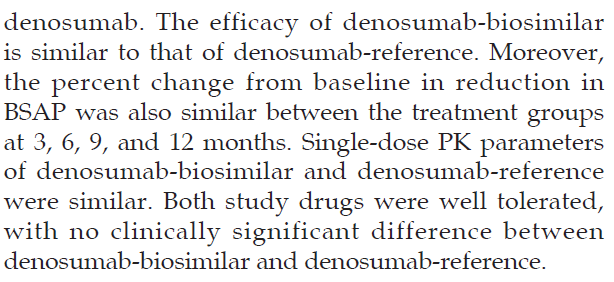 denosumab. The efficacy of denosumab-biosimilar
is similar to that of denosumab-reference. Moreover,
the percent change from baseline in reduction in
BSAP was also similar between the treatment groups
at 3, 6, 9, and 12 months. Single-dose PK parameters
of denosumab-biosimilar and denosumab-reference
were similar. Both study drugs were well tolerated,
with no clinically significant difference between
denosumab-biosimilar and denosumab-reference.